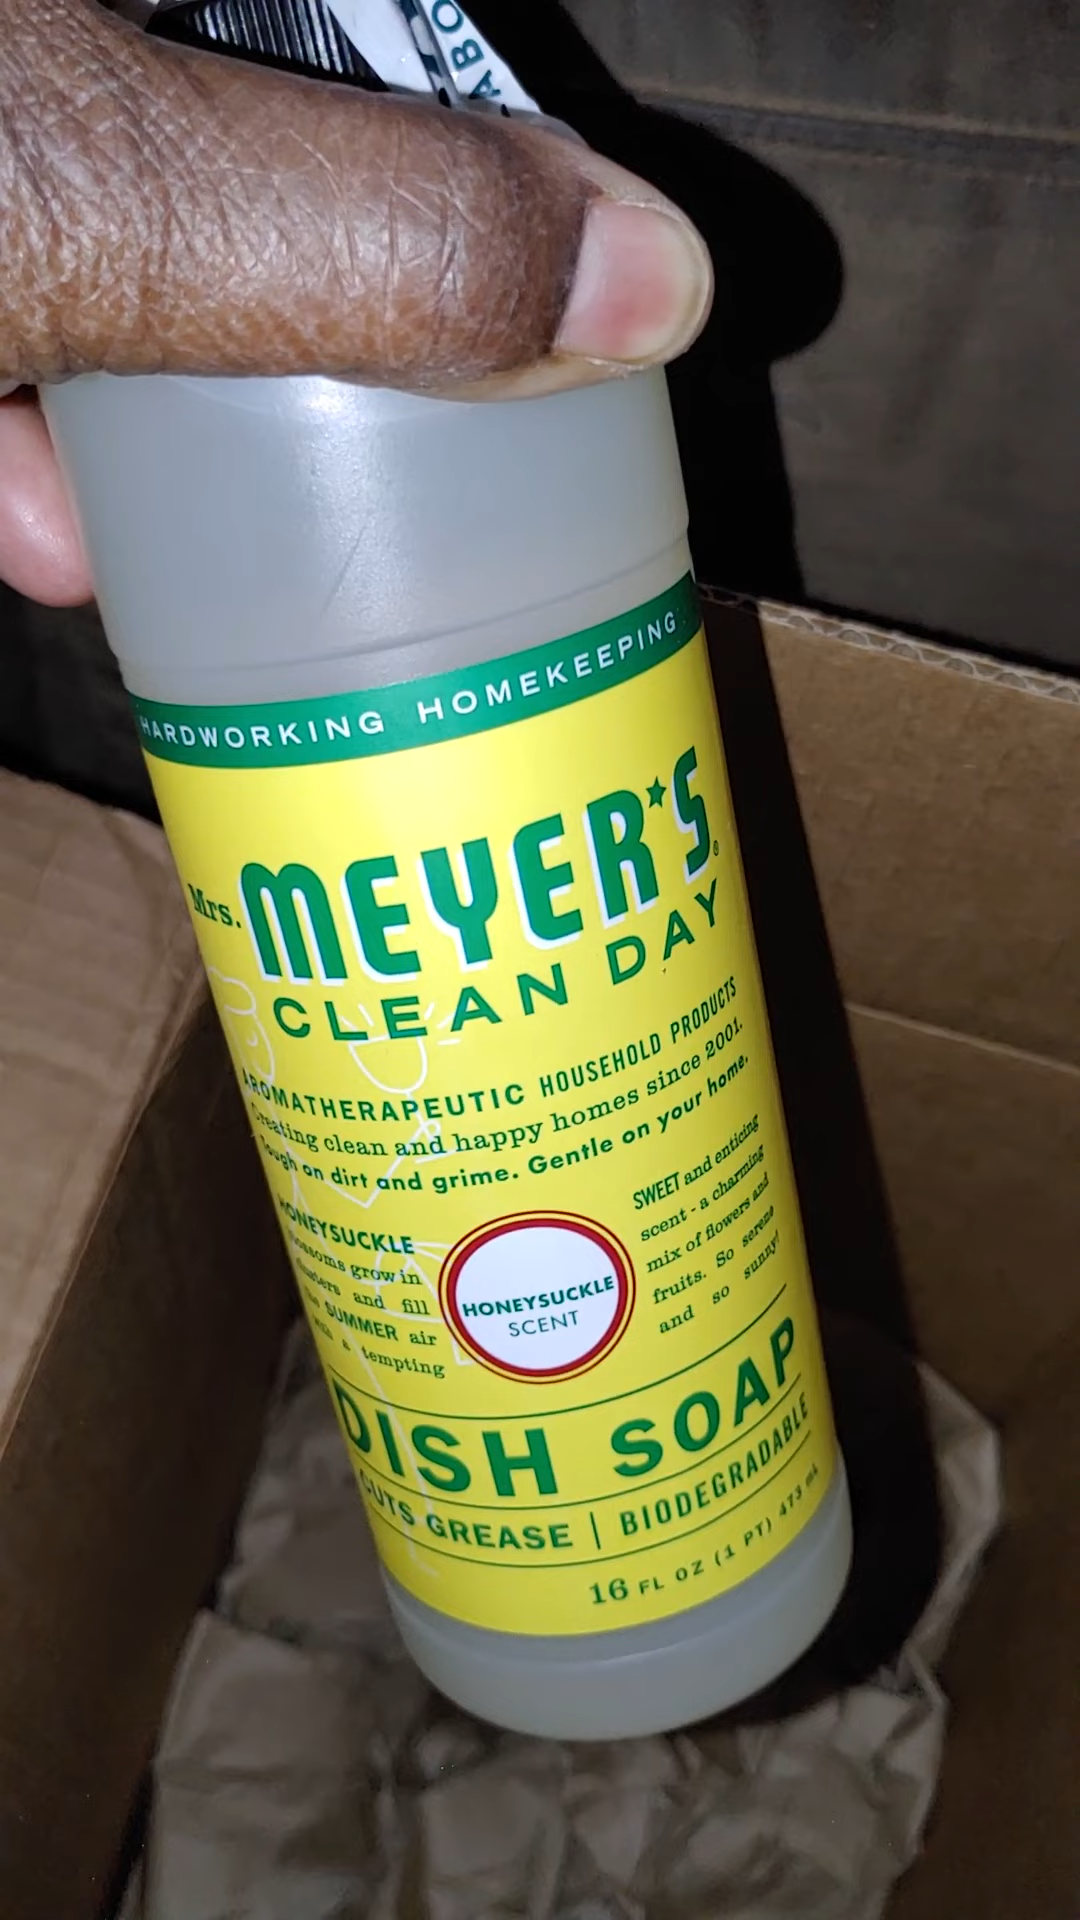 ABO
HARDWORKING HOMEKEEPING
Mrs. MEYER'S®
CLEAN DAY
AROMATHERAPEUTIC HOUSEHOLD PRODUCTS
Creating clean and happy homes since 2001.
Tough on dirt and grime. Gentle on your home.
HONEYSUCKLE
blossoms grow in
clusters and fill
the SUMMER air
with a tempting
HONEYSUCKLE
SCENT
SWEET and enticing
scent - a charming
mix of flowers and
fruits. So serene
and so sunny!
DISH SOAP
CUTS GREASE | BIODEGRADABLE
16 FL OZ (1 PT) 473 mL